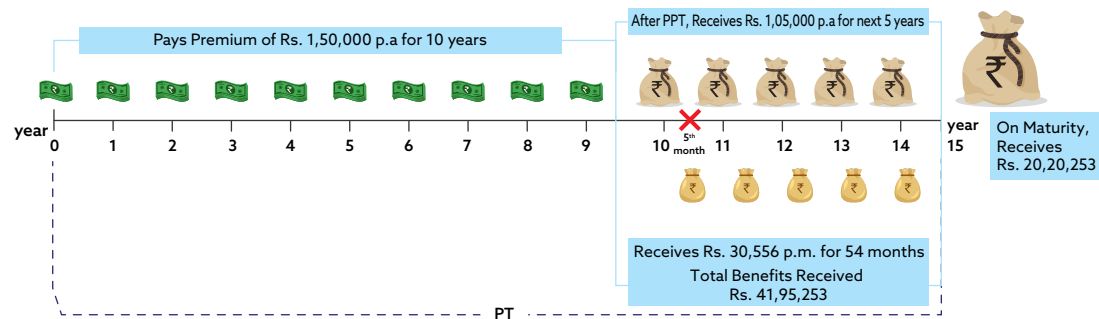 After PPT, Receives Rs. 1,05,000 p.a for next 5 years
Pays Premium of Rs. 1,50,000 p.a for 10 years
year
0 1 2 3 4 5 6 7 8 9 10 11 12 13 14 15
5th
month
year
On Maturity,
Receives
Rs. 20,20,253
Receives Rs. 30,556 p.m. for 54 months
Total Benefits Received
Rs. 41,95,253
PT